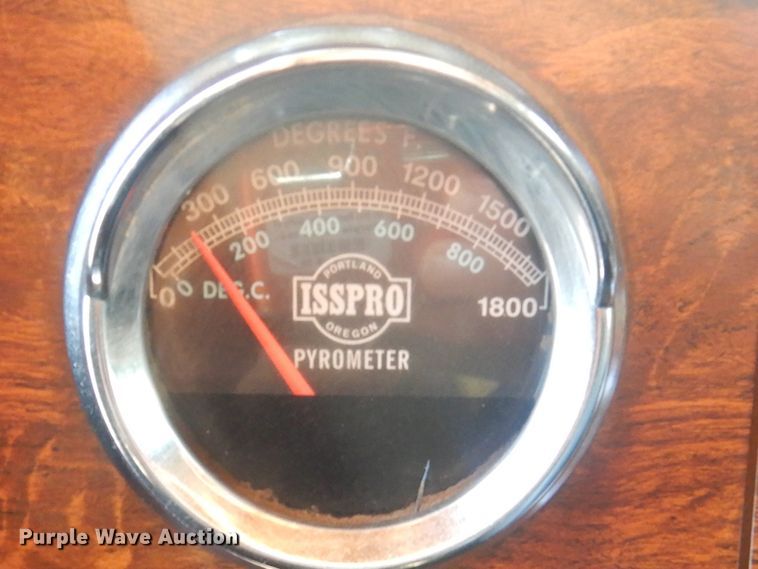 DEGREES F.
0 300 600 900 1200 1500 1800
0 200 400 600 800
DEG.C.
PORTLAND
ISSPRO
OREGON
PYROMETER
Purple Wave Auction